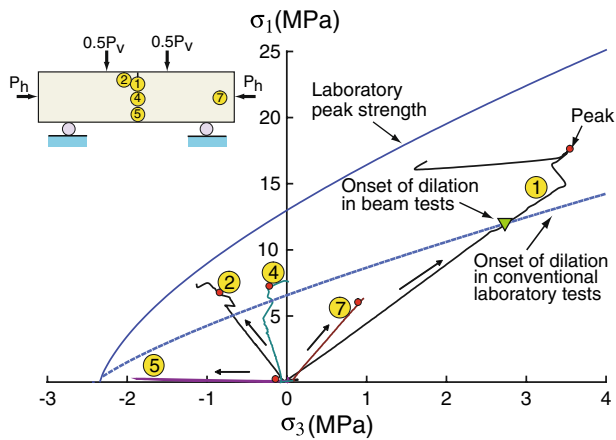 σ1(MPa)
0.5Pv 0.5Pv
Ph Ph
2 1
4 7
5
25
20
15
10
5
Laboratory
peak strength
Peak
1
Onset of dilation
in beam tests
Onset of dilation
in conventional
laboratory tests
2 4
7
5
-3 -2 -1 0 1 2 3 4
σ3(MPa)